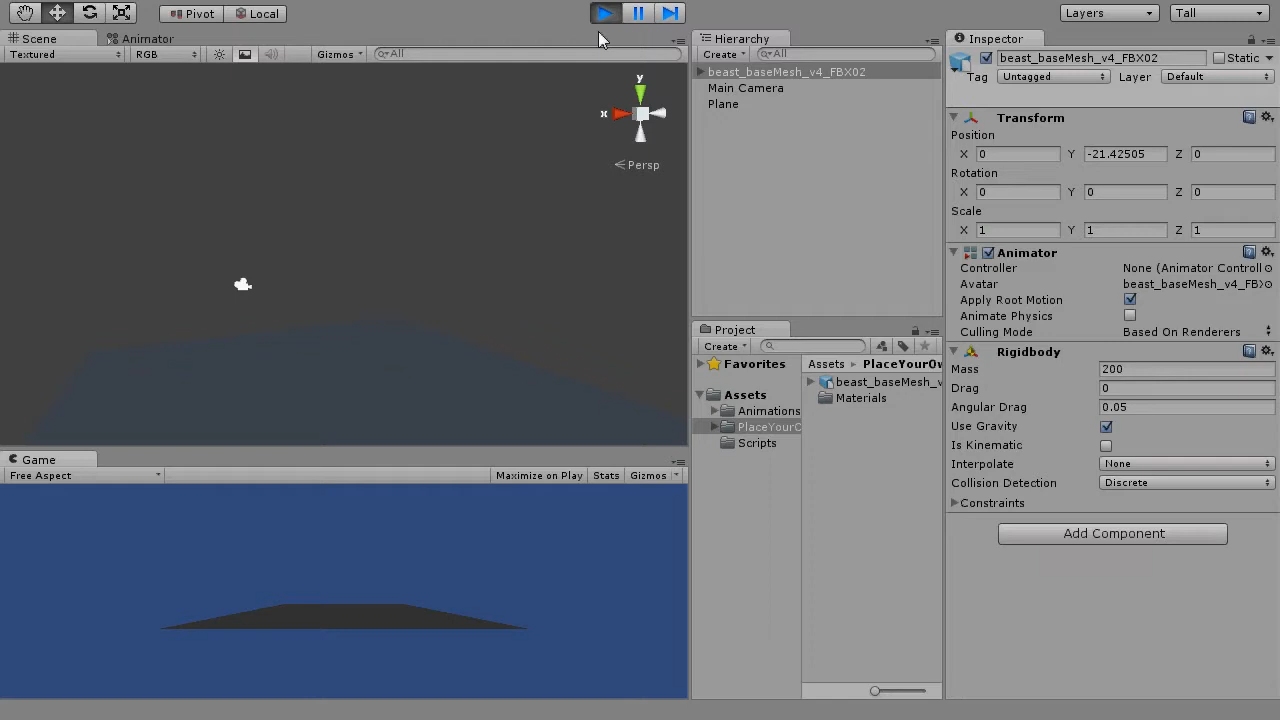 Pivot Local Layers Tall
Scene Animator
Textured RGB Gizmos All
y
x
Persp
Game
Free Aspect Maximize on Play Stats Gizmos
Hierarchy
Create All
beast_baseMesh_v4_FBX02
Main Camera
Plane
Project
Create
Favorites
Assets
Animations
PlaceYourC
Scripts
Assets PlaceYourOw
beast_baseMesh_v
Materials
Inspector
beast_baseMesh_v4_FBX02 Static
Tag Untagged Layer Default
Transform
Position
X 0 Y -21.42505 Z 0
Rotation
X 0 Y 0 Z 0
Scale
X 1 Y 1 Z 1
Animator
Controller None (Animator Controll
Avatar beast_baseMesh_v4_FB
Apply Root Motion
Animate Physics
Culling Mode Based On Renderers
Rigidbody
Mass 200
Drag 0
Angular Drag 0.05
Use Gravity
Is Kinematic
Interpolate None
Collision Detection Discrete
Constraints
Add Component